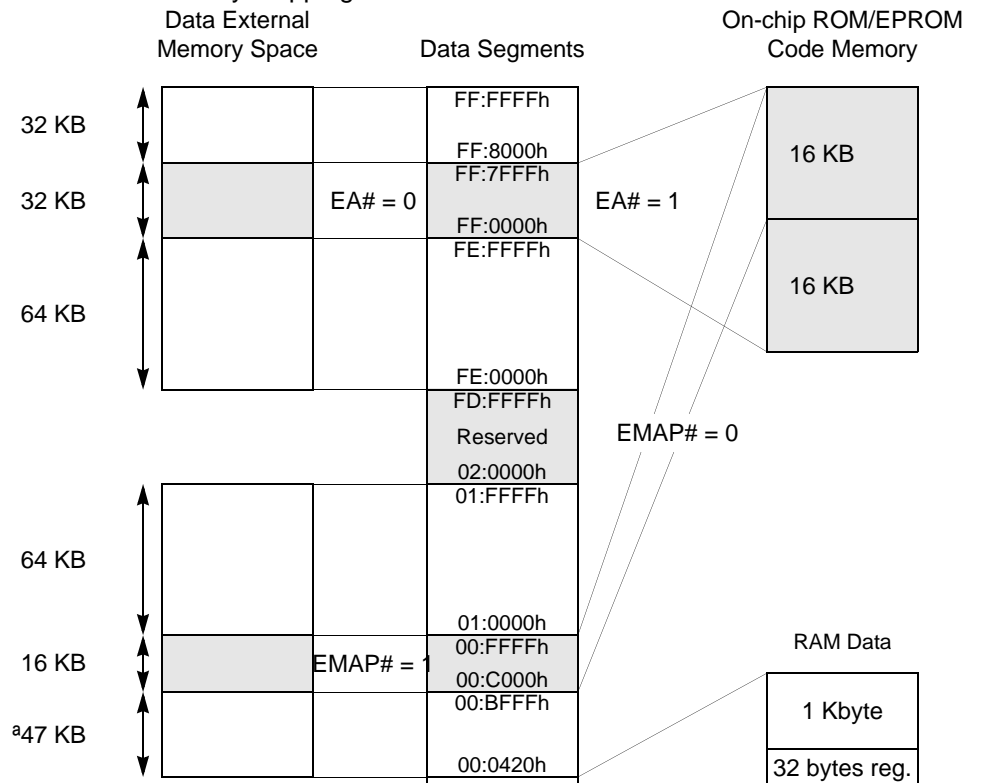 Data External
Memory Space
Data Segments
On-chip ROM/EPROM
Code Memory
32 KB
FF:FFFFh
FF:8000h
16 KB
32 KB
EA# = 0
FF:7FFFh
FF:0000h
EA# = 1
16 KB
64 KB
FE:FFFFh
FE:0000h
FD:FFFFh
Reserved
02:0000h
EMAP# = 0
64 KB
01:FFFFh
01:0000h
16 KB
EMAP# = 1
00:FFFFh
00:C000h
RAM Data
ª47 KB
00:BFFFh
00:0420h
1 Kbyte
32 bytes reg.